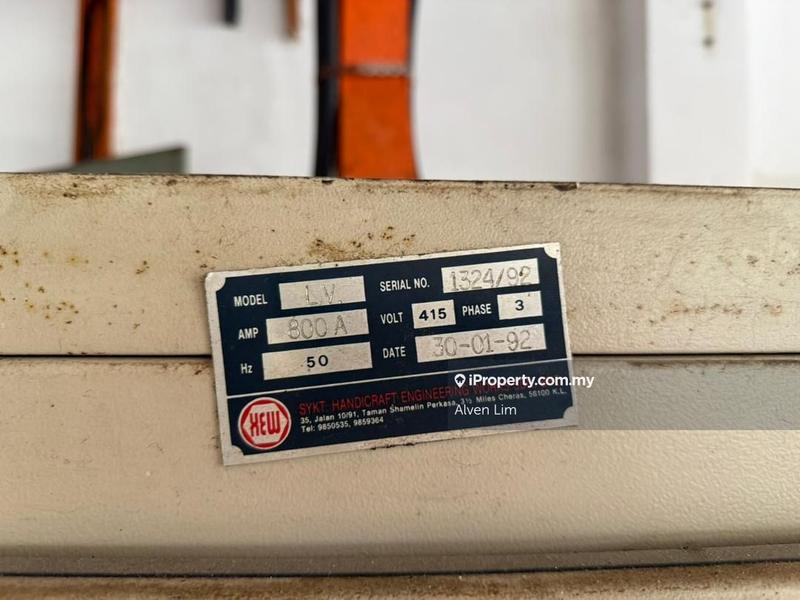 MODEL L.V. SERIAL NO. 1324/92
AMP 800 A VOLT 415 PHASE 3
Hz 50 DATE 30-01-92
HEW
SYKT. HANDICRAFT ENGINEERING
35, Jalan 10/91, Taman Shamelin Perkasa, 3½ Miles Cheras, 56100 K.L.
Tel: 9850535, 9859364
iProperty.com.my
Alven Lim